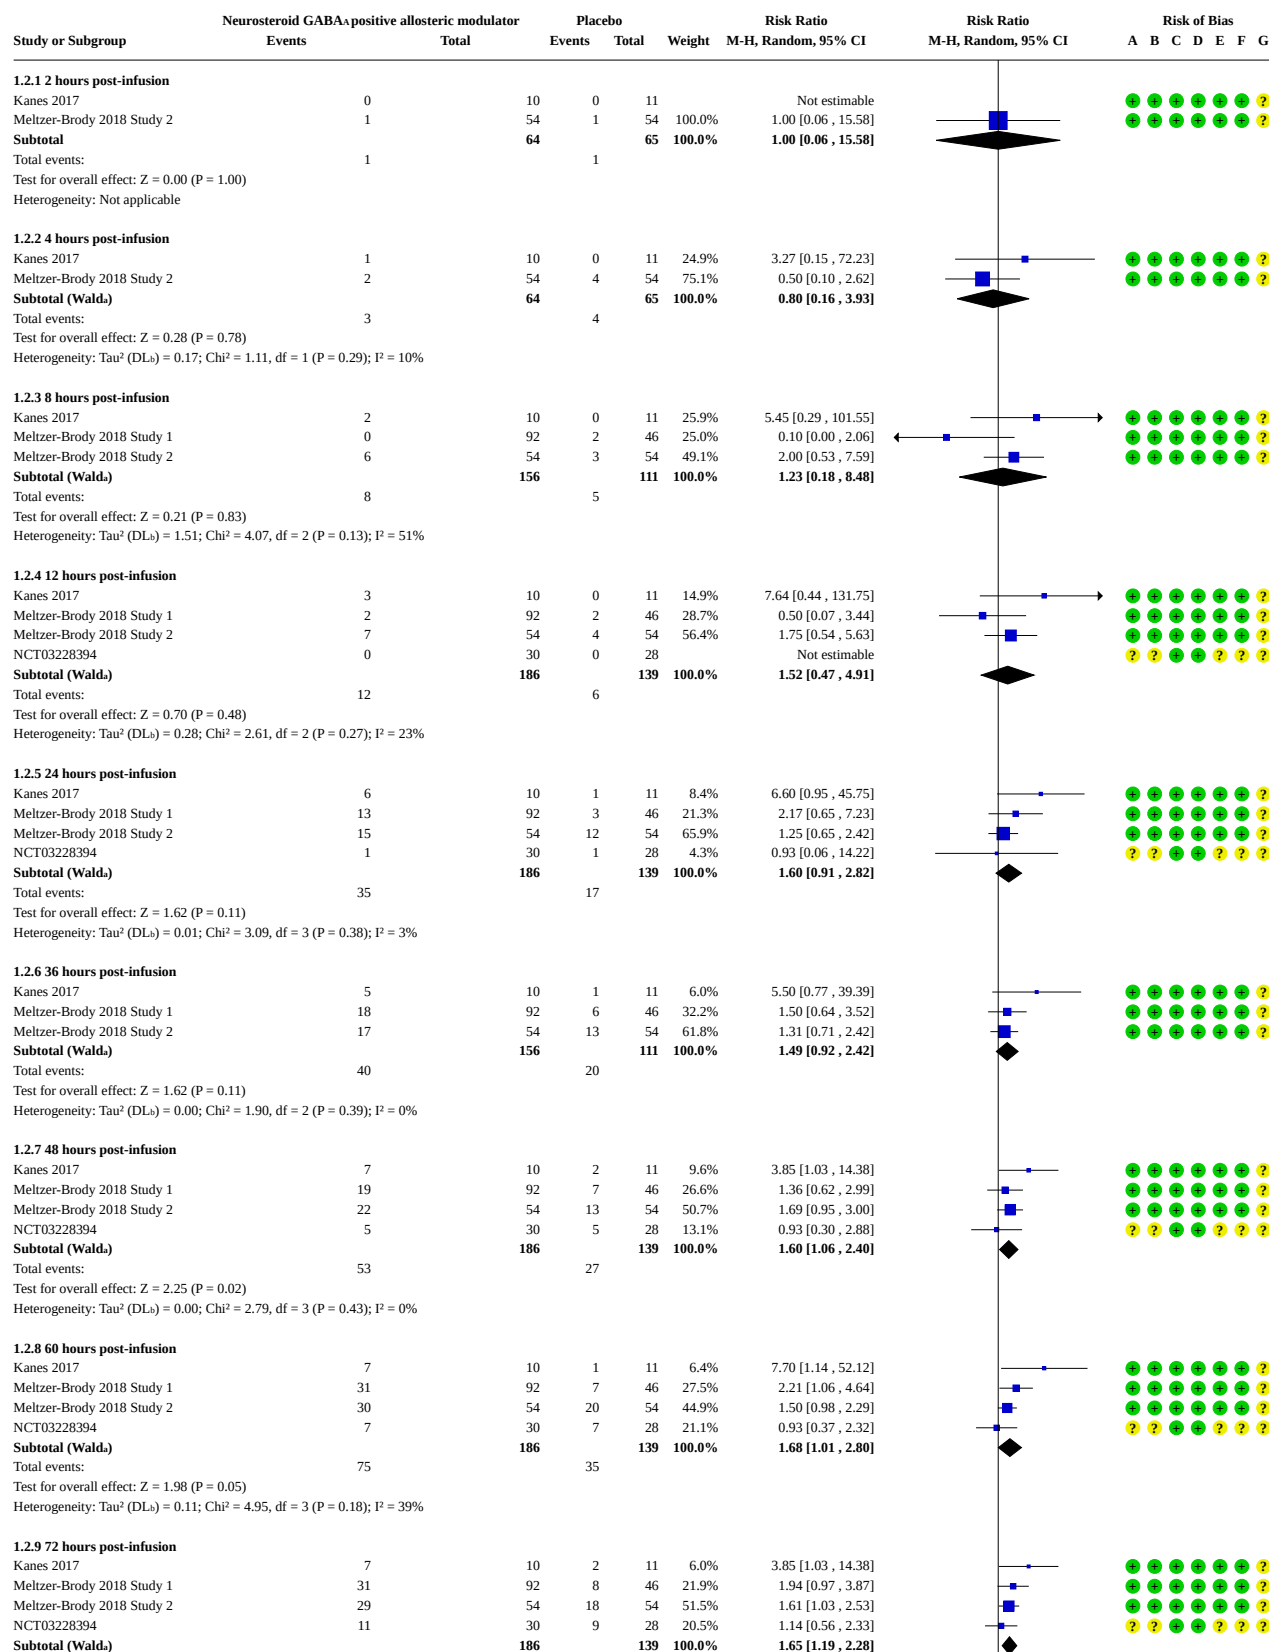 Neurosteroid GABAA positive allosteric modulator Placebo Risk Ratio Risk Ratio Risk of Bias
Study or Subgroup Events Total Events Total Weight M-H, Random, 95% CI M-H, Random, 95% CI A B C D E F G
1.2.1 2 hours post-infusion
Kanes 2017 0 10 0 11 Not estimable + + + + + + ?
Meltzer-Brody 2018 Study 2 1 54 1 54 100.0% 1.00 [0.06 , 15.58] + + + + + + ?
Subtotal 64 65 100.0% 1.00 [0.06 , 15.58]
Total events: 1 1
Test for overall effect: Z = 0.00 (P = 1.00)
Heterogeneity: Not applicable
1.2.2 4 hours post-infusion
Kanes 2017 1 10 0 11 24.9% 3.27 [0.15 , 72.23] + + + + + + ?
Meltzer-Brody 2018 Study 2 2 54 4 54 75.1% 0.50 [0.10 , 2.62] + + + + + + ?
Subtotal (Walda) 64 65 100.0% 0.80 [0.16 , 3.93]
Total events: 3 4
Test for overall effect: Z = 0.28 (P = 0.78)
Heterogeneity: Tau² (DLb) = 0.17; Chi² = 1.11, df = 1 (P = 0.29); I² = 10%
1.2.3 8 hours post-infusion
Kanes 2017 2 10 0 11 25.9% 5.45 [0.29 , 101.55] + + + + + + ?
Meltzer-Brody 2018 Study 1 0 92 2 46 25.0% 0.10 [0.00 , 2.06] + + + + + + ?
Meltzer-Brody 2018 Study 2 6 54 3 54 49.1% 2.00 [0.53 , 7.59] + + + + + + ?
Subtotal (Walda) 156 111 100.0% 1.23 [0.18 , 8.48]
Total events: 8 5
Test for overall effect: Z = 0.21 (P = 0.83)
Heterogeneity: Tau² (DLb) = 1.51; Chi² = 4.07, df = 2 (P = 0.13); I² = 51%
1.2.4 12 hours post-infusion
Kanes 2017 3 10 0 11 14.9% 7.64 [0.44 , 131.75] + + + + + + ?
Meltzer-Brody 2018 Study 1 2 92 2 46 28.7% 0.50 [0.07 , 3.44] + + + + + + ?
Meltzer-Brody 2018 Study 2 7 54 4 54 56.4% 1.75 [0.54 , 5.63] + + + + + + ?
NCT03228394 0 30 0 28 Not estimable ? ? + + ? ? ?
Subtotal (Walda) 186 139 100.0% 1.52 [0.47 , 4.91]
Total events: 12 6
Test for overall effect: Z = 0.70 (P = 0.48)
Heterogeneity: Tau² (DLb) = 0.28; Chi² = 2.61, df = 2 (P = 0.27); I² = 23%
1.2.5 24 hours post-infusion
Kanes 2017 6 10 1 11 8.4% 6.60 [0.95 , 45.75] + + + + + + ?
Meltzer-Brody 2018 Study 1 13 92 3 46 21.3% 2.17 [0.65 , 7.23] + + + + + + ?
Meltzer-Brody 2018 Study 2 15 54 12 54 65.9% 1.25 [0.65 , 2.42] + + + + + + ?
NCT03228394 1 30 1 28 4.3% 0.93 [0.06 , 14.22] ? ? + + ? ? ?
Subtotal (Walda) 186 139 100.0% 1.60 [0.91 , 2.82]
Total events: 35 17
Test for overall effect: Z = 1.62 (P = 0.11)
Heterogeneity: Tau² (DLb) = 0.01; Chi² = 3.09, df = 3 (P = 0.38); I² = 3%
1.2.6 36 hours post-infusion
Kanes 2017 5 10 1 11 6.0% 5.50 [0.77 , 39.39] + + + + + + ?
Meltzer-Brody 2018 Study 1 18 92 6 46 32.2% 1.50 [0.64 , 3.52] + + + + + + ?
Meltzer-Brody 2018 Study 2 17 54 13 54 61.8% 1.31 [0.71 , 2.42] + + + + + + ?
Subtotal (Walda) 156 111 100.0% 1.49 [0.92 , 2.42]
Total events: 40 20
Test for overall effect: Z = 1.62 (P = 0.11)
Heterogeneity: Tau² (DLb) = 0.00; Chi² = 1.90, df = 2 (P = 0.39); I² = 0%
1.2.7 48 hours post-infusion
Kanes 2017 7 10 2 11 9.6% 3.85 [1.03 , 14.38] + + + + + + ?
Meltzer-Brody 2018 Study 1 19 92 7 46 26.6% 1.36 [0.62 , 2.99] + + + + + + ?
Meltzer-Brody 2018 Study 2 22 54 13 54 50.7% 1.69 [0.95 , 3.00] + + + + + + ?
NCT03228394 5 30 5 28 13.1% 0.93 [0.30 , 2.88] ? ? + + ? ? ?
Subtotal (Walda) 186 139 100.0% 1.60 [1.06 , 2.40]
Total events: 53 27
Test for overall effect: Z = 2.25 (P = 0.02)
Heterogeneity: Tau² (DLb) = 0.00; Chi² = 2.79, df = 3 (P = 0.43); I² = 0%
1.2.8 60 hours post-infusion
Kanes 2017 7 10 1 11 6.4% 7.70 [1.14 , 52.12] + + + + + + ?
Meltzer-Brody 2018 Study 1 31 92 7 46 27.5% 2.21 [1.06 , 4.64] + + + + + + ?
Meltzer-Brody 2018 Study 2 30 54 20 54 44.9% 1.50 [0.98 , 2.29] + + + + + + ?
NCT03228394 7 30 7 28 21.1% 0.93 [0.37 , 2.32] ? ? + + ? ? ?
Subtotal (Walda) 186 139 100.0% 1.68 [1.01 , 2.80]
Total events: 75 35
Test for overall effect: Z = 1.98 (P = 0.05)
Heterogeneity: Tau² (DLb) = 0.11; Chi² = 4.95, df = 3 (P = 0.18); I² = 39%
1.2.9 72 hours post-infusion
Kanes 2017 7 10 2 11 6.0% 3.85 [1.03 , 14.38] + + + + + + ?
Meltzer-Brody 2018 Study 1 31 92 8 46 21.9% 1.94 [0.97 , 3.87] + + + + + + ?
Meltzer-Brody 2018 Study 2 29 54 18 54 51.5% 1.61 [1.03 , 2.53] + + + + + + ?
NCT03228394 11 30 9 28 20.5% 1.14 [0.56 , 2.33] ? ? + + ? ? ?
Subtotal (Walda) 186 139 100.0% 1.65 [1.19 , 2.28]